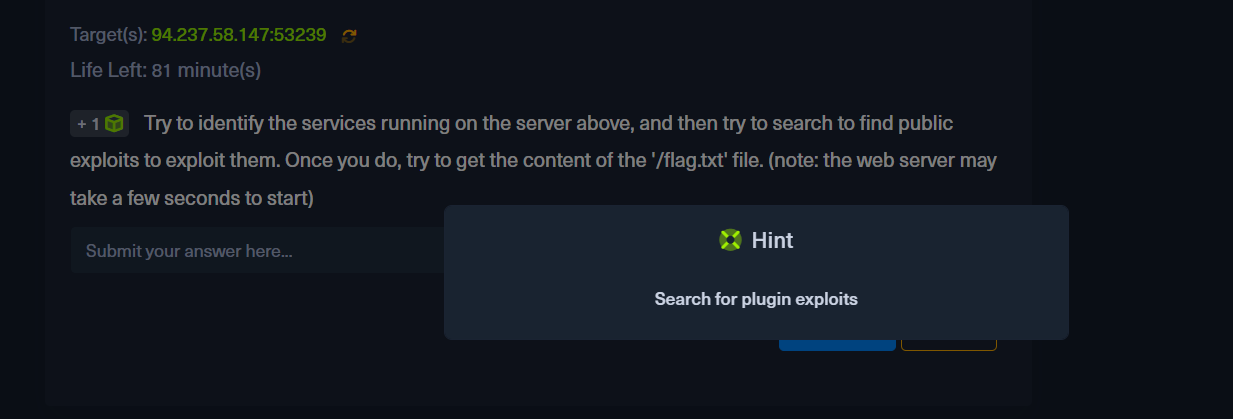 Target(s): 94.237.58.147:53239
Life Left: 81 minute(s)
+ 1 Try to identify the services running on the server above, and then try to search to find public
exploits to exploit them. Once you do, try to get the content of the '/flag.txt' file. (note: the web server may
take a few seconds to start)
Submit your answer here...
Hint
Search for plugin exploits